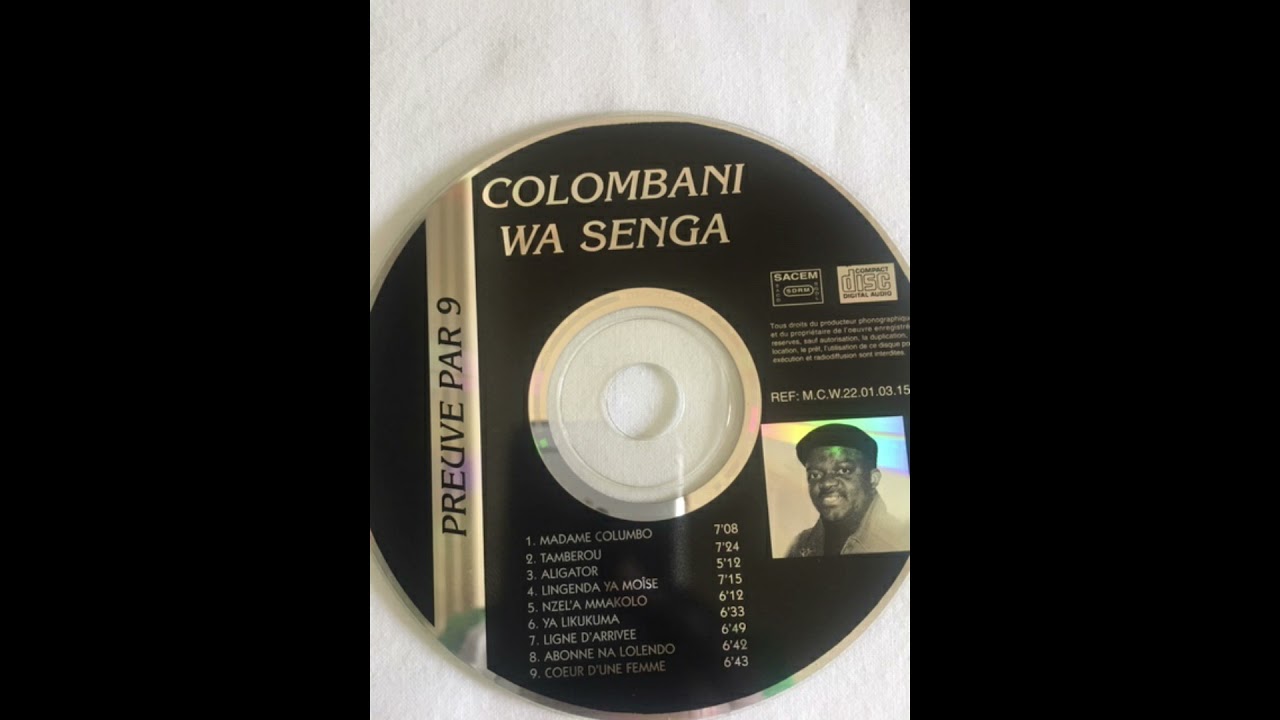 COLOMBANI
WA SENGA
PREUVE PAR 9
SACEM
SDRM
COMPACT
disc
DIGITAL AUDIO
Tous droits du producteur phonographique
et du propriétaire de l'oeuvre enregistré
reserves, sauf autorisation, la duplication,
location, le prêt, l'utilisation de ce disque
exécution et radiodiffusion sont interdites.
REF: M.C.W.22.01.03.15
1. MADAME COLUMBO 7'08
2. TAMBEROU 7'24
3. ALIGATOR 5'12
4. LINGENDA YA MOÏSE 7'15
5. NZEL'A MMAKOLO 6'12
6. YA LIKUKUMA 6'33
7. LIGNE D'ARRIVEE 6'49
8. ABONNE NA LOLENDO 6'42
9. COEUR D'UNE FEMME 6'43